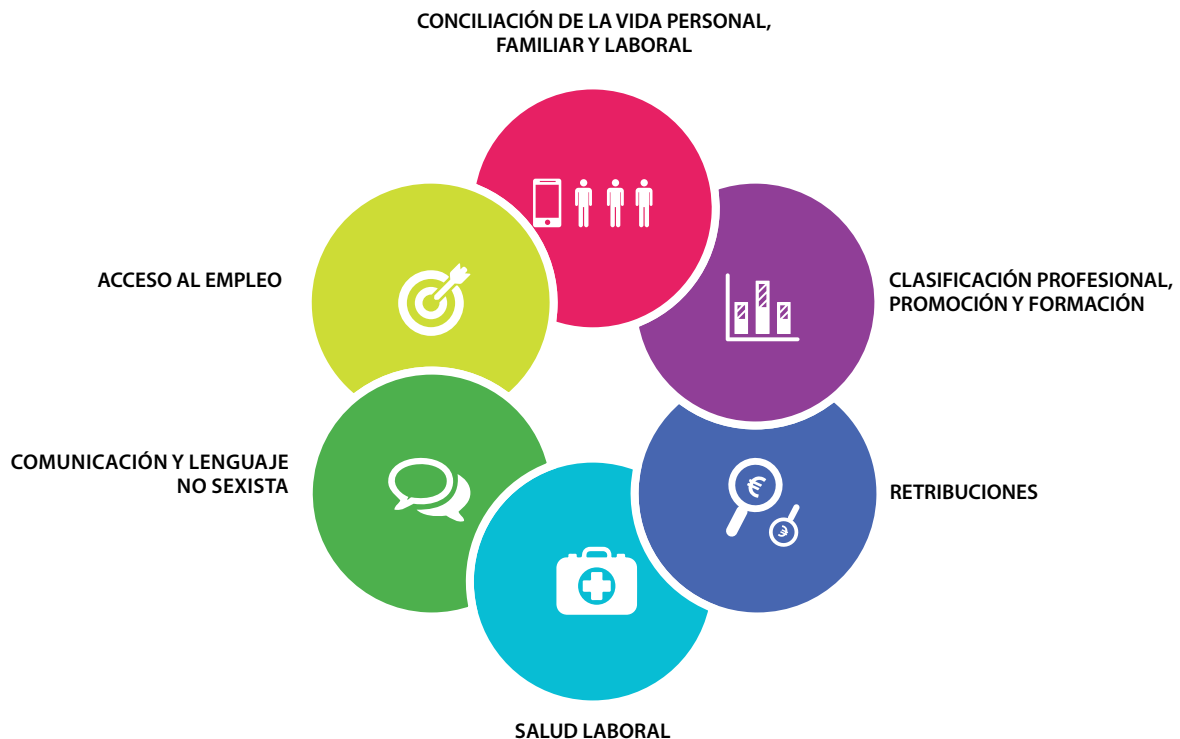 CONCILIACIÓN DE LA VIDA PERSONAL,
FAMILIAR Y LABORAL
ACCESO AL EMPLEO
CLASIFICACIÓN PROFESIONAL,
PROMOCIÓN Y FORMACIÓN
COMUNICACIÓN Y LENGUAJE
NO SEXISTA
€
€
RETRIBUCIONES
SALUD LABORAL